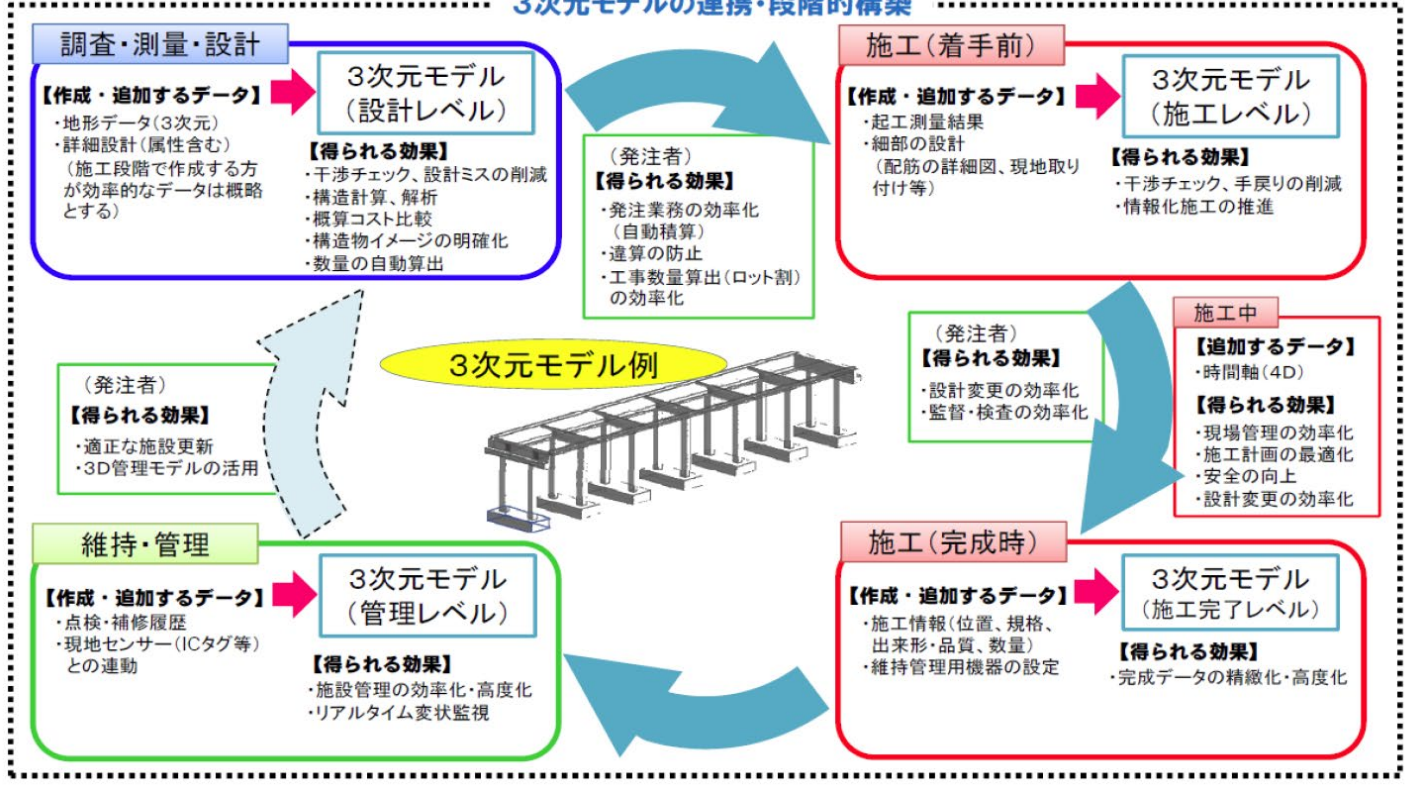 3次元モデルの連携・段階的構築
調査・測量・設計
【作成・追加するデータ】
・地形データ(3次元)
・詳細設計(属性含む)
(施工段階で作成する方
が効率的なデータは概略
とする)
3次元モデル
(設計レベル)
【得られる効果】
・干渉チェック、設計ミスの削減
・構造計算、解析
・概算コスト比較
・構造物イメージの明確化
・数量の自動算出
(発注者)
【得られる効果】
・発注業務の効率化
(自動積算)
・違算の防止
・工事数量算出(ロット割)
の効率化
施工(着手前)
【作成・追加するデータ】
・起工測量結果
・細部の設計
(配筋の詳細図、現地取り
付け等)
3次元モデル
(施工レベル)
【得られる効果】
・干渉チェック、手戻りの削減
・情報化施工の推進
(発注者)
【得られる効果】
・設計変更の効率化
・監督・検査の効率化
施工中
【追加するデータ】
・時間軸(4D)
【得られる効果】
・現場管理の効率化
・施工計画の最適化
・安全の向上
・設計変更の効率化
3次元モデル例
(発注者)
【得られる効果】
・適正な施設更新
・3D管理モデルの活用
維持・管理
【作成・追加するデータ】
・点検・補修履歴
・現地センサー(ICタグ等)
との連動
3次元モデル
(管理レベル)
【得られる効果】
・施設管理の効率化・高度化
・リアルタイム変状監視
施工(完成時)
【作成・追加するデータ】
・施工情報(位置、規格、
出来形・品質、数量)
・維持管理用機器の設定
3次元モデル
(施工完了レベル)
【得られる効果】
・完成データの精緻化・高度化